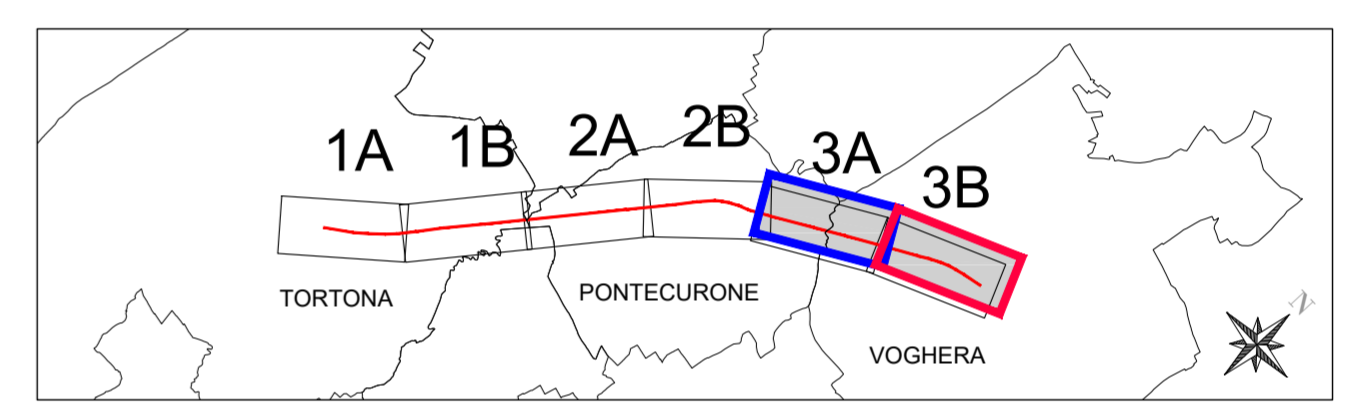 1A
1B
2A
2B
3A
3B
TORTONA
PONTECURONE
VOGHERA
N